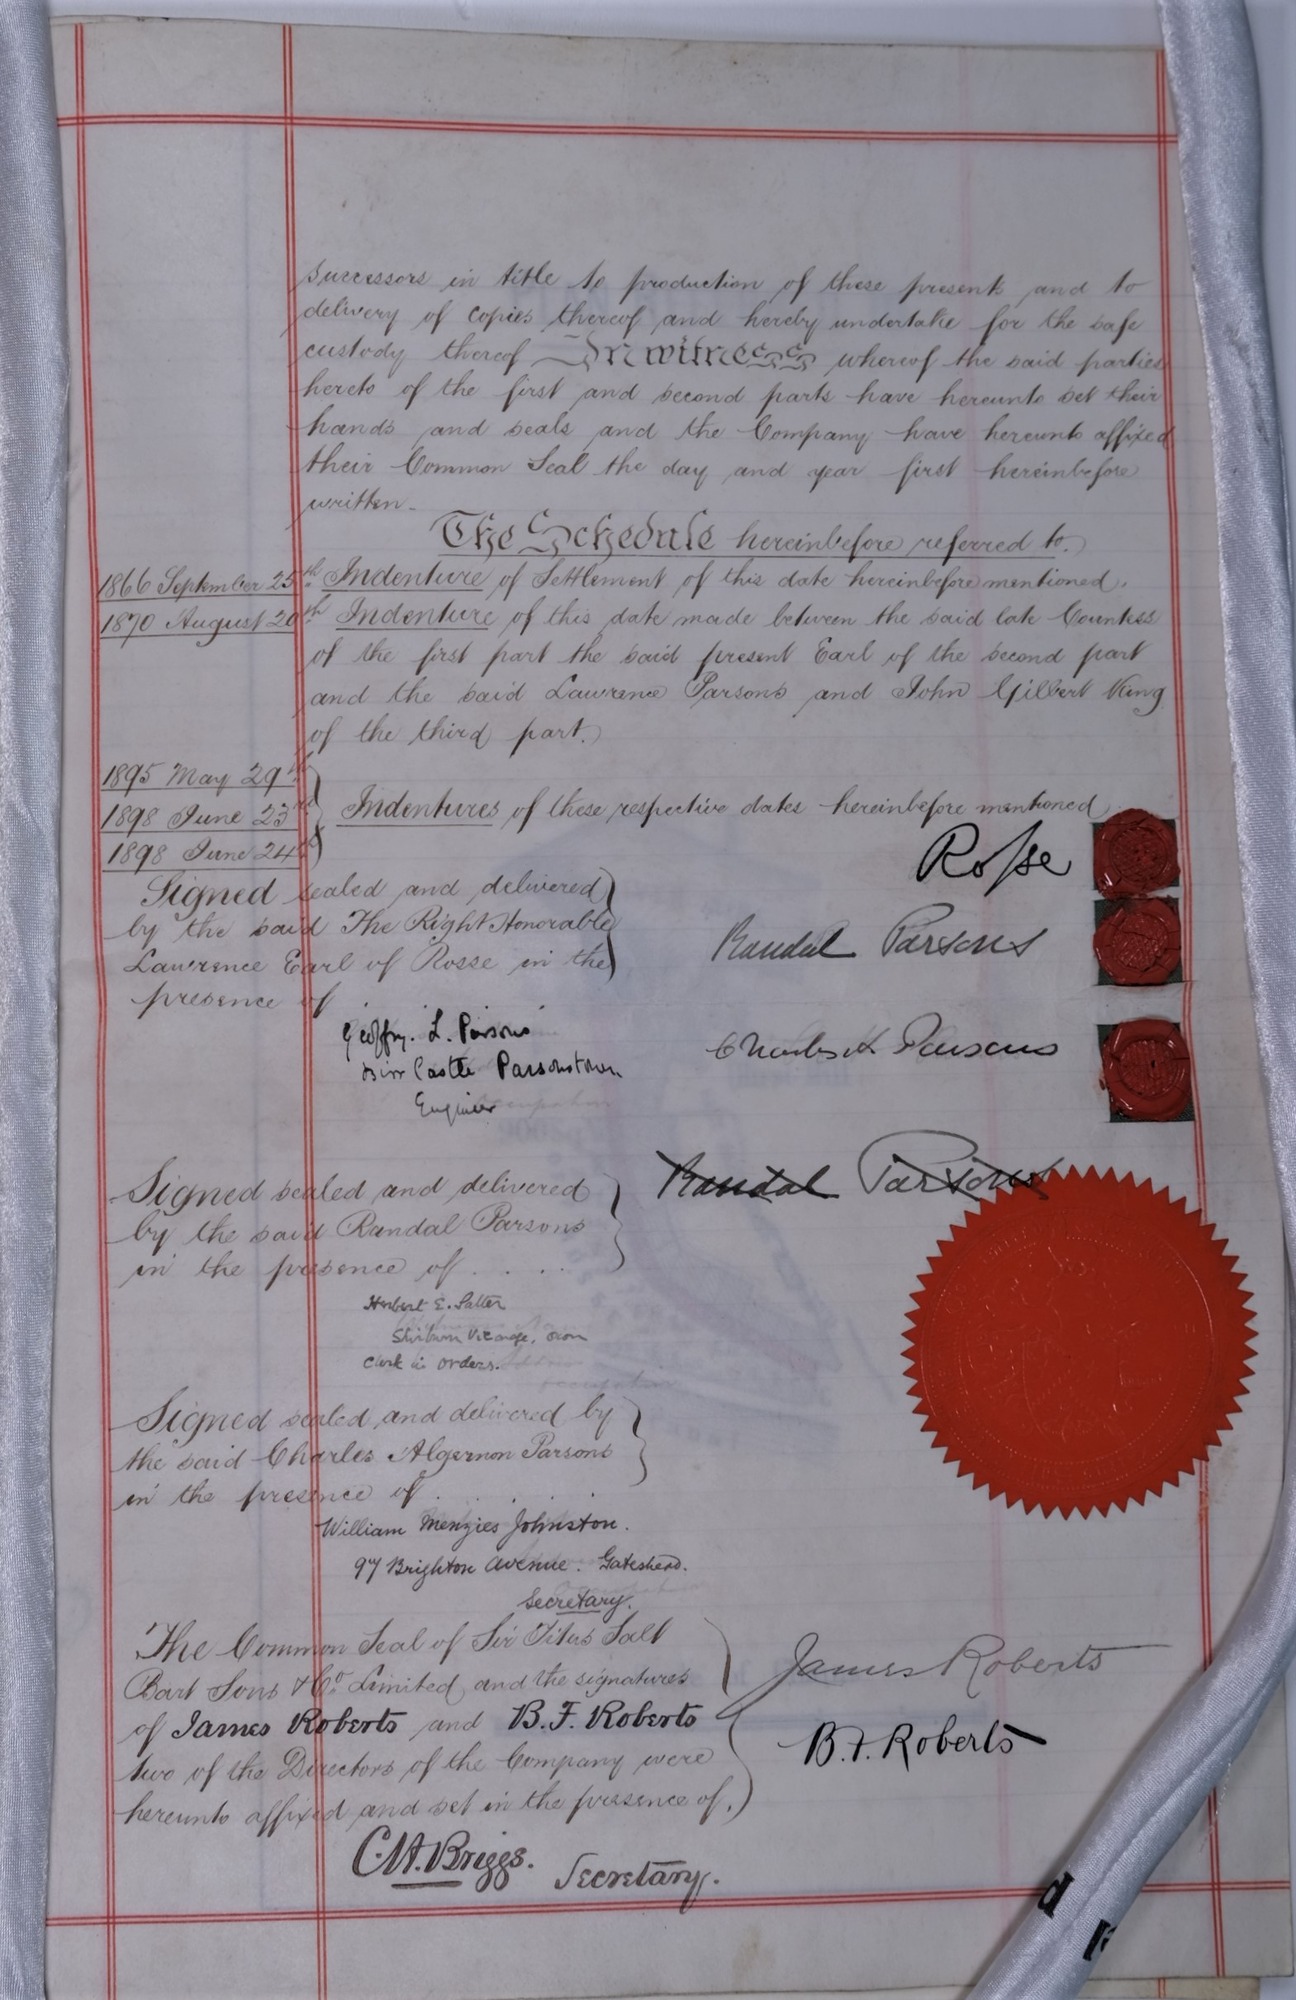 successors in title to production of these presents and to
delivery of copies thereof and hereby undertake for the safe
custody thereof In witness whereof the said parties
hereto of the first and second parts have hereunto set their
hands and seals and the Company have hereunto affixed
their Common Seal the day and year first hereinbefore
written.
The Schedule hereinbefore referred to.
1866 September 25th Indenture of Settlement of this date hereinbefore mentioned.
1870 August 20th Indenture of this date made between the said late Countess
of the first part the said present Earl of the second part
and the said Lawrence Parsons and John Gilbert King
of the third part.
1895 May 29th
1898 June 23rd Indentures of these respective dates hereinbefore mentioned
1898 June 24th
Rosse
Signed sealed and delivered
by the said The Right Honorable
Lawrence Earl of Rosse in the
presence of
Randal Parsons
Geoffry. L. Parsons
Birr Castle Parsonstown
Engineer
Charles A Parsons
Signed sealed and delivered
by the said Randal Parsons
in the presence of . . . .
Randal Parsons
Herbert E. Salter
Shirburn Vicarage, Oxon
Clerk in Orders.
Signed sealed and delivered by
the said Charles Algernon Parsons
in the presence of
William Menzies Johnston.
97 Brighton Avenue. Gateshead.
Secretary.
The Common Seal of Sir Titus Salt
Bart Sons & Co. Limited and the signatures
of James Roberts and B. F. Roberts
two of the Directors of the Company were
hereunto affixed and set in the presence of.
James Roberts
B. F. Roberts
C. H. Briggs.
Secretary.